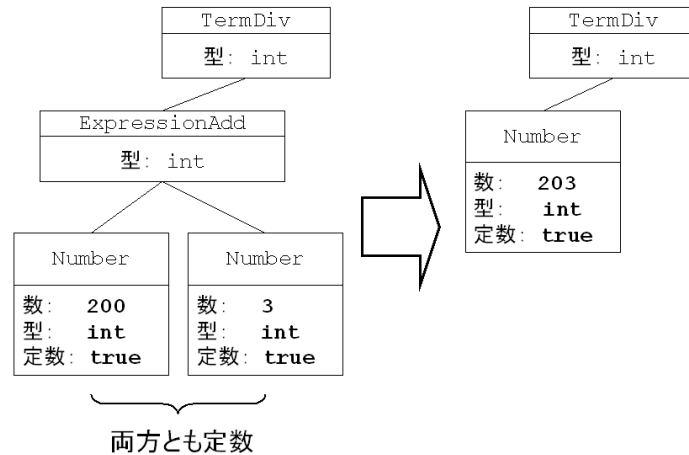 TermDiv
型: int
ExpressionAdd
型: int
Number
数: 200
型: int
定数: true
Number
数: 3
型: int
定数: true
両方とも定数
TermDiv
型: int
Number
数: 203
型: int
定数: true